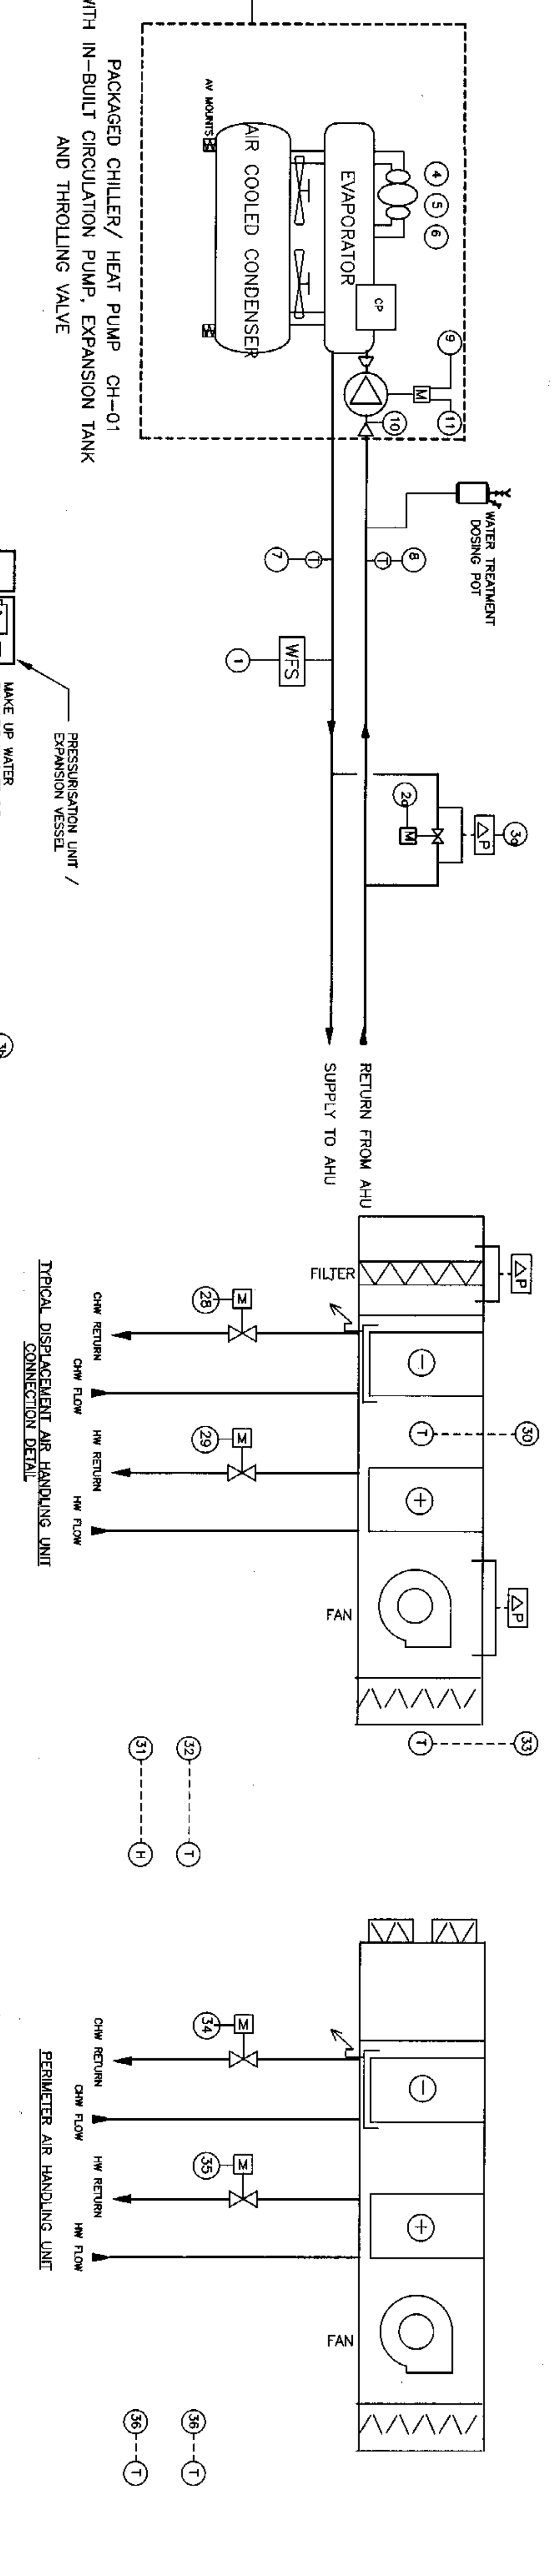 PACKAGED CHILLER/ HEAT PUMP CH-01
WITH IN-BUILT CIRCULATION PUMP, EXPANSION TANK
AND THROLLING VALVE
AV MOUNTS
AIR COOLED CONDENSER
EVAPORATOR
CP
4
5
6
9
M
11
10
WATER TREATMENT
DOSING POT
7
T
T
8
1
WFS
PRESSURISATION UNIT /
EXPANSION VESSEL
MAKE UP WATER
2a
M
ΔP
3a
RETURN FROM AHU
SUPPLY TO AHU
FILTER
ΔP
28
M
CHW RETURN
CHW FLOW
−
T
30
29
M
HW RETURN
HW FLOW
+
FAN
ΔP
TYPICAL DISPLACEMENT AIR HANDLING UNIT
CONNECTION DETAIL
T
33
32
T
31
H
34
M
CHW RETURN
CHW FLOW
−
35
M
HW RETURN
HW FLOW
+
FAN
PERIMETER AIR HANDLING UNIT
36
T
36
T